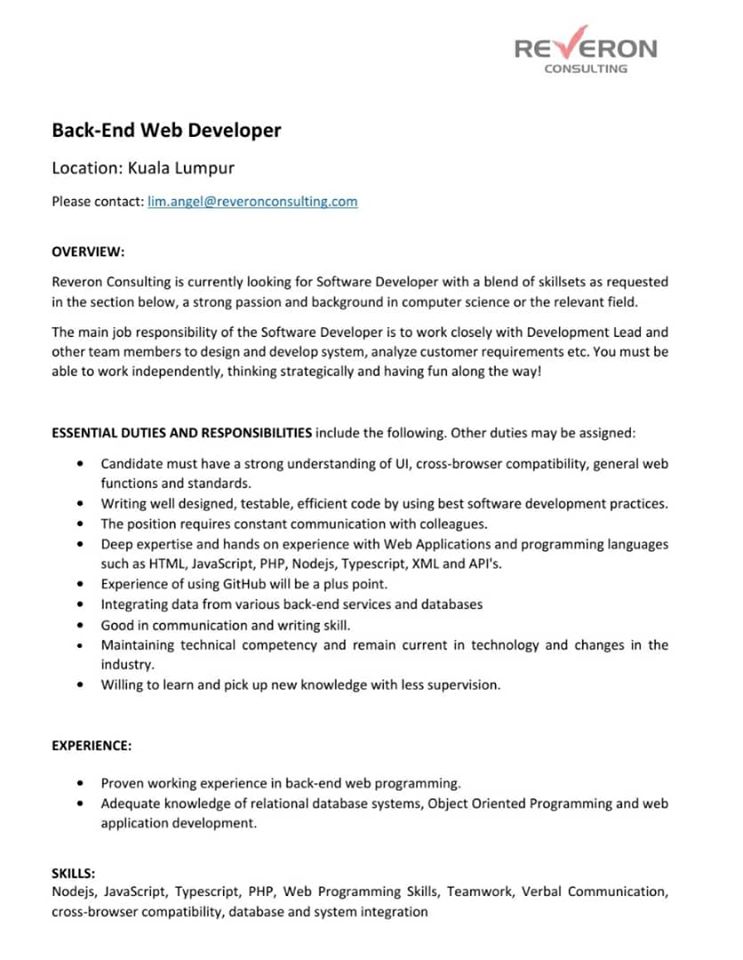 REVERON
CONSULTING
Back-End Web Developer
Location: Kuala Lumpur
Please contact: lim.angel@reveronconsulting.com
OVERVIEW:
Reveron Consulting is currently looking for Software Developer with a blend of skillsets as requested
in the section below, a strong passion and background in computer science or the relevant field.
The main job responsibility of the Software Developer is to work closely with Development Lead and
other team members to design and develop system, analyze customer requirements etc. You must be
able to work independently, thinking strategically and having fun along the way!
ESSENTIAL DUTIES AND RESPONSIBILITIES include the following. Other duties may be assigned:
• Candidate must have a strong understanding of UI, cross-browser compatibility, general web
functions and standards.
• Writing well designed, testable, efficient code by using best software development practices.
• The position requires constant communication with colleagues.
• Deep expertise and hands on experience with Web Applications and programming languages
such as HTML, JavaScript, PHP, Nodejs, Typescript, XML and API's.
• Experience of using GitHub will be a plus point.
• Integrating data from various back-end services and databases
• Good in communication and writing skill.
• Maintaining technical competency and remain current in technology and changes in the
industry.
• Willing to learn and pick up new knowledge with less supervision.
EXPERIENCE:
• Proven working experience in back-end web programming.
• Adequate knowledge of relational database systems, Object Oriented Programming and web
application development.
SKILLS:
Nodejs, JavaScript, Typescript, PHP, Web Programming Skills, Teamwork, Verbal Communication,
cross-browser compatibility, database and system integration